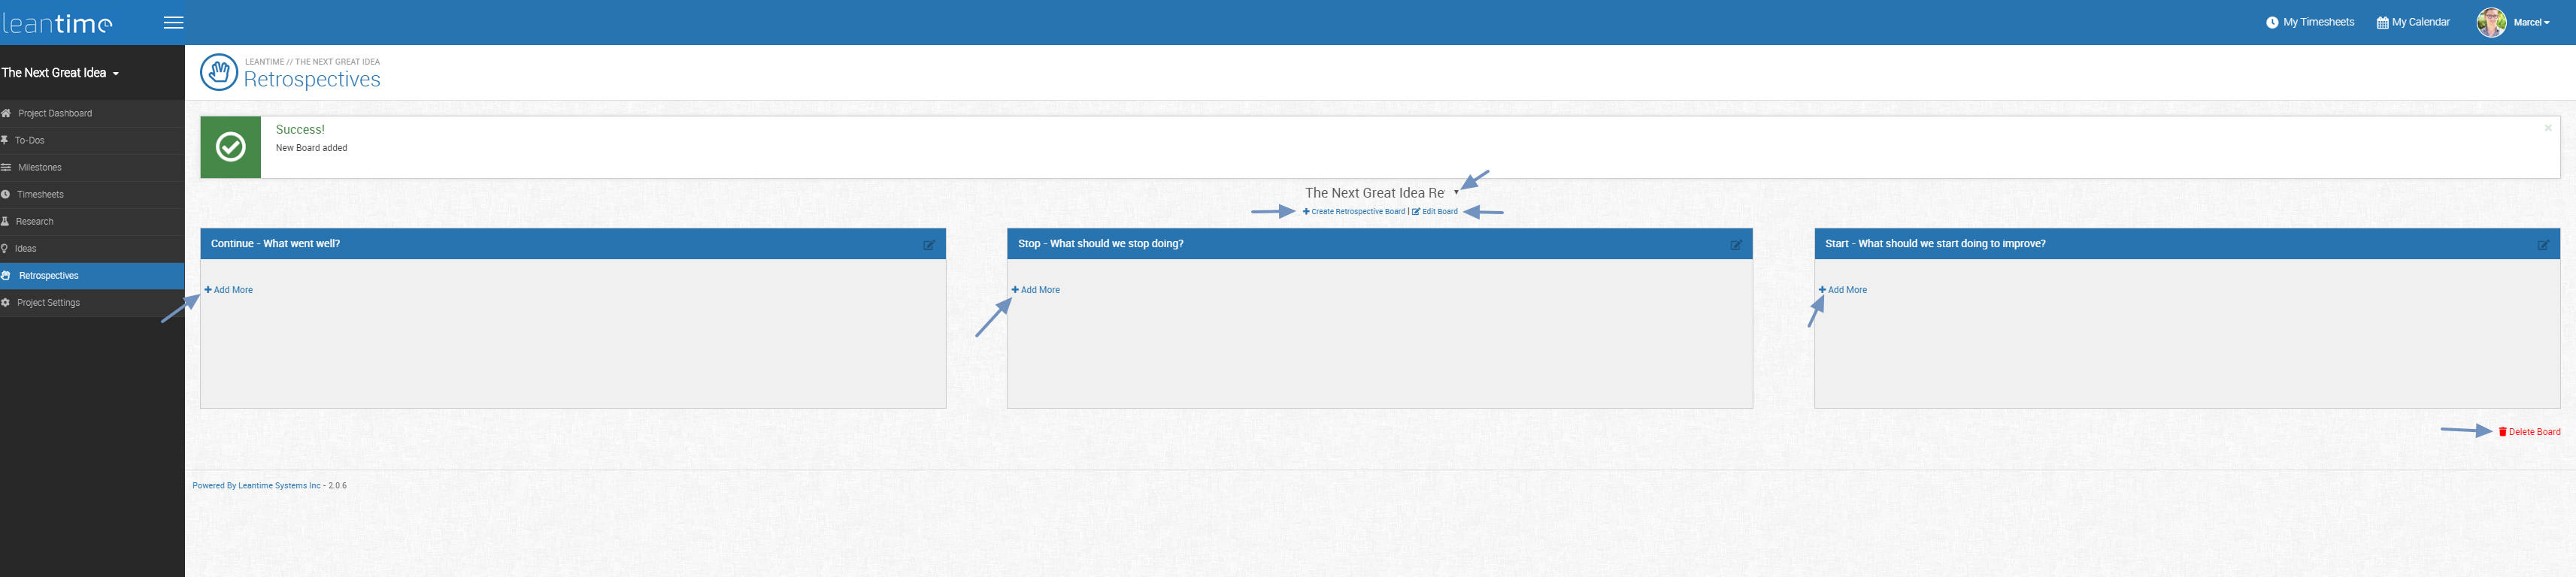 leantime
My Timesheets
My Calendar
Marcel
The Next Great Idea
Project Dashboard
To-Dos
Milestones
Timesheets
Research
Ideas
Retrospectives
Project Settings
LEANTIME // THE NEXT GREAT IDEA
Retrospectives
Success!
New Board added
The Next Great Idea Re
Create Retrospective Board | Edit Board
Continue - What went well?
Add More
Stop - What should we stop doing?
Add More
Start - What should we start doing to improve?
Add More
Delete Board
Powered By Leantime Systems Inc - 2.0.6